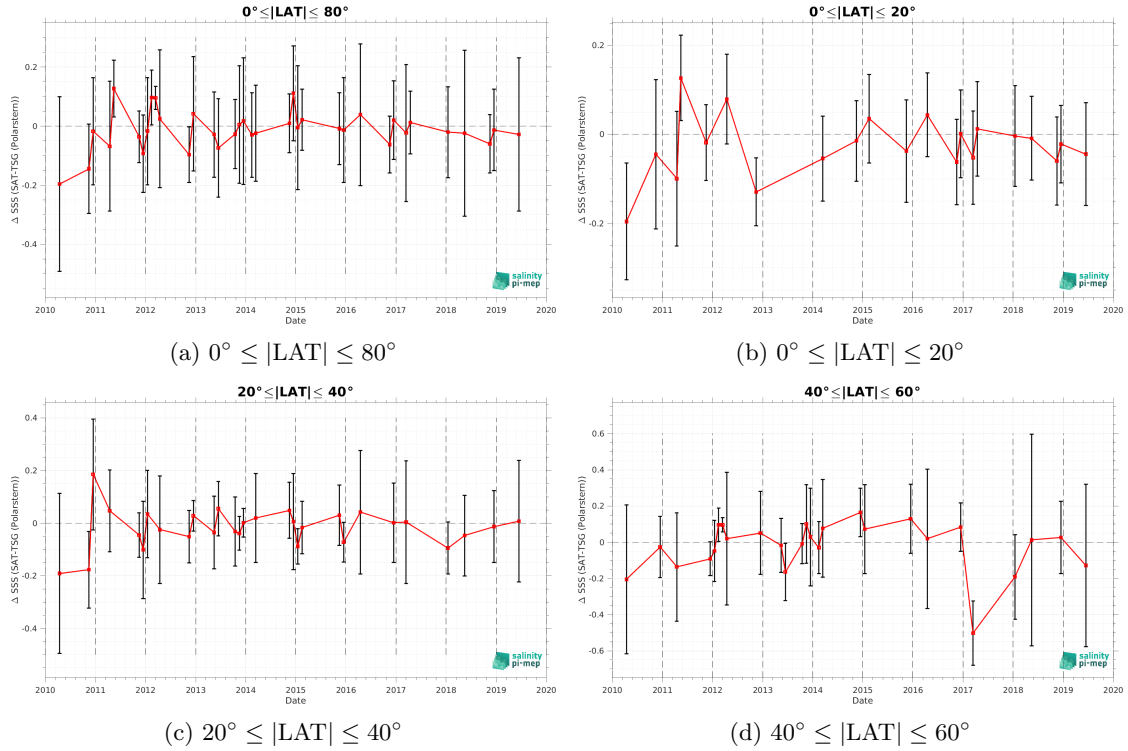 0°≤|LAT|≤ 80°
Δ SSS (SAT-TSG (Polarstern))
0.2
0
-0.2
-0.4
2010 2011 2012 2013 2014 2015 2016 2017 2018 2019 2020
Date
salinity
pi-mep
(a) 0° ≤ |LAT| ≤ 80°
0°≤|LAT|≤ 20°
Δ SSS (SAT-TSG (Polarstern))
0.2
0
-0.2
2010 2011 2012 2013 2014 2015 2016 2017 2018 2019 2020
Date
salinity
pi-mep
(b) 0° ≤ |LAT| ≤ 20°
20°≤|LAT|≤ 40°
Δ SSS (SAT-TSG (Polarstern))
0.4
0.2
0
-0.2
-0.4
2010 2011 2012 2013 2014 2015 2016 2017 2018 2019 2020
Date
salinity
pi-mep
(c) 20° ≤ |LAT| ≤ 40°
40°≤|LAT|≤ 60°
Δ SSS (SAT-TSG (Polarstern))
0.6
0.4
0.2
0
-0.2
-0.4
-0.6
2010 2011 2012 2013 2014 2015 2016 2017 2018 2019 2020
Date
salinity
pi-mep
(d) 40° ≤ |LAT| ≤ 60°